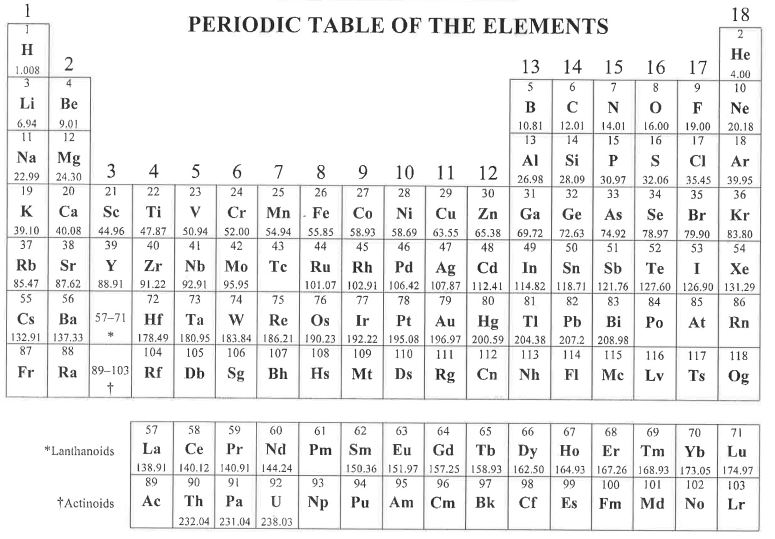 1 18
PERIODIC TABLE OF THE ELEMENTS
1 2
H He
1.008 2 13 14 15 16 17 4.00
3 4 5 6 7 8 9 10
Li Be B C N O F Ne
6.94 9.01 10.81 12.01 14.01 16.00 19.00 20.18
11 12 13 14 15 16 17 18
Na Mg Al Si P S Cl Ar
22.99 24.30 3 4 5 6 7 8 9 10 11 12 26.98 28.09 30.97 32.06 35.45 39.95
19 20 21 22 23 24 25 26 27 28 29 30 31 32 33 34 35 36
K Ca Sc Ti V Cr Mn Fe Co Ni Cu Zn Ga Ge As Se Br Kr
39.10 40.08 44.96 47.87 50.94 52.00 54.94 55.85 58.93 58.69 63.55 65.38 69.72 72.63 74.92 78.97 79.90 83.80
37 38 39 40 41 42 43 44 45 46 47 48 49 50 51 52 53 54
Rb Sr Y Zr Nb Mo Tc Ru Rh Pd Ag Cd In Sn Sb Te I Xe
85.47 87.62 88.91 91.22 92.91 95.95 101.07 102.91 106.42 107.87 112.41 114.82 118.71 121.76 127.60 126.90 131.29
55 56 57–71 72 73 74 75 76 77 78 79 80 81 82 83 84 85 86
Cs Ba * Hf Ta W Re Os Ir Pt Au Hg Tl Pb Bi Po At Rn
132.91 137.33 178.49 180.95 183.84 186.21 190.23 192.22 195.08 196.97 200.59 204.38 207.2 208.98
87 88 89–103 104 105 106 107 108 109 110 111 112 113 114 115 116 117 118
Fr Ra † Rf Db Sg Bh Hs Mt Ds Rg Cn Nh Fl Mc Lv Ts Og
57 58 59 60 61 62 63 64 65 66 67 68 69 70 71
*Lanthanoids La Ce Pr Nd Pm Sm Eu Gd Tb Dy Ho Er Tm Yb Lu
138.91 140.12 140.91 144.24 150.36 151.97 157.25 158.93 162.50 164.93 167.26 168.93 173.05 174.97
89 90 91 92 93 94 95 96 97 98 99 100 101 102 103
†Actinoids Ac Th Pa U Np Pu Am Cm Bk Cf Es Fm Md No Lr
232.04 231.04 238.03